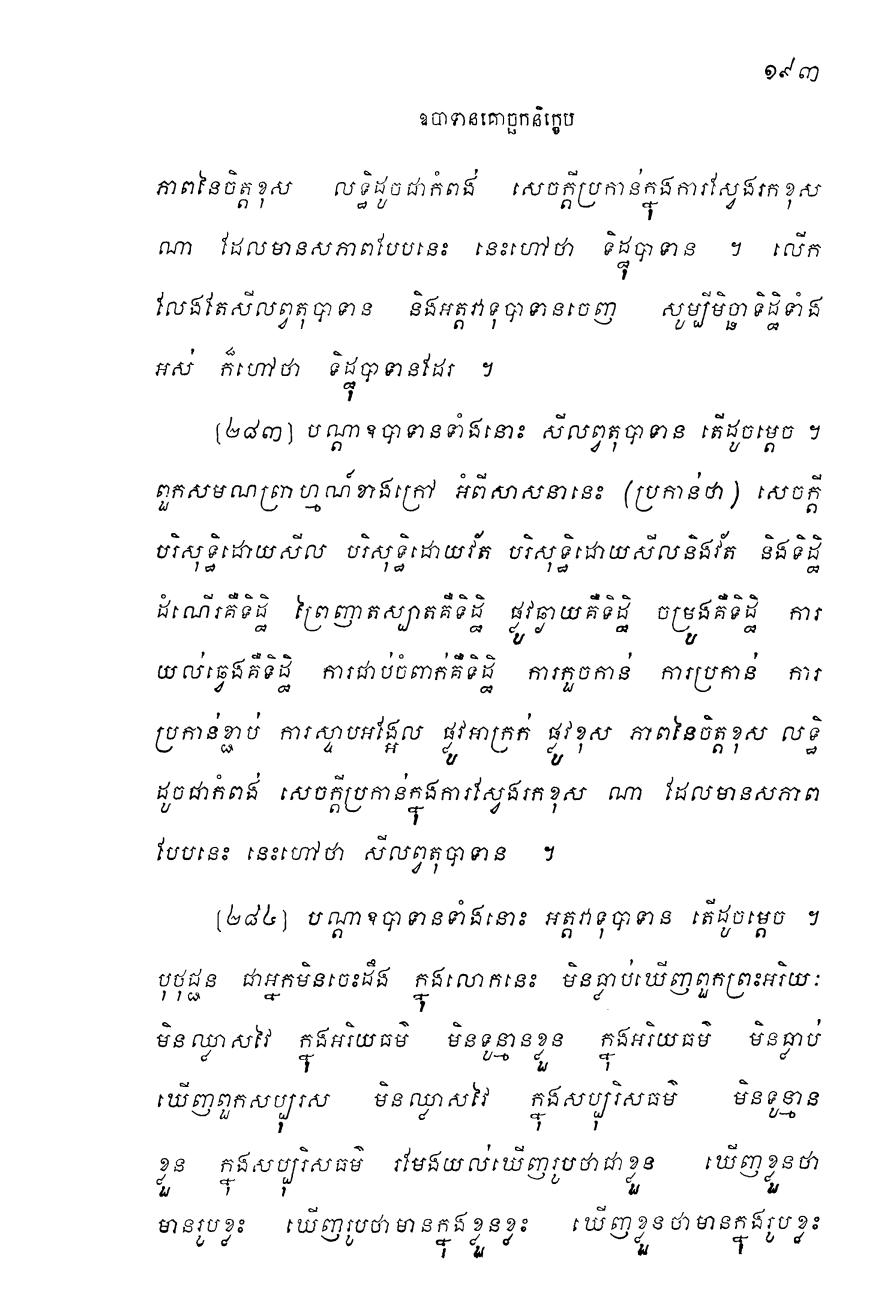 ១៩៣
ឧបាទានគោច្ឆកនិក្ខេប
ភាពនៃចិត្តខុស លទ្ធិដូចជាកំពង់ សេចក្តីប្រកាន់ក្នុងការស្វែងរកខុស
ណា ដែលមានសភាពបែបនេះ នេះហៅថា ទិដ្ឋុបាទាន ។ លើក
លែងតែសីលព្វតុបាទាន និងអត្តវាទុបាទានចេញ សូម្បីមិច្ឆាទិដ្ឋិទាំង
អស់ ក៏ហៅថា ទិដ្ឋុបាទានដែរ ។
(២៨៣) បណ្តាឧបាទានទាំងនោះ សីលព្វតុបាទាន តើដូចម្តេច ។
ពួកសមណព្រាហ្មណ៍ខាងក្រៅ អំពីសាសនានេះ (ប្រកាន់ថា) សេចក្តី
បរិសុទ្ធិដោយសីល បរិសុទ្ធិដោយវ័ត បរិសុទ្ធិដោយសីលនិងវ័ត និងទិដ្ឋិ
ដំណើរគឺទិដ្ឋិ ព្រៃញាតស្បាតគឺទិដ្ឋិ ផ្លូវឆ្ងាយគឺទិដ្ឋិ ចម្រូងគឺទិដ្ឋិ ការ
យល់ឆ្វេងគឺទិដ្ឋិ ការជាប់ចំពាក់គឺទិដ្ឋិ ការកួចកាន់ ការប្រកាន់ ការ
ប្រកាន់ខ្ជាប់ ការស្ទាបអង្អែល ផ្លូវអាក្រក់ ផ្លូវខុស ភាពនៃចិត្តខុស លទ្ធិ
ដូចជាកំពង់ សេចក្តីប្រកាន់ក្នុងការស្វែងរកខុស ណា ដែលមានសភាព
បែបនេះ នេះហៅថា សីលព្វតុបាទាន ។
(២៨៤) បណ្តាឧបាទានទាំងនោះ អត្តវាទុបាទាន តើដូចម្តេច ។
បុថុជ្ជន ជាអ្នកមិនចេះដឹង ក្នុងលោកនេះ មិនធ្លាប់ឃើញពួកព្រះអរិយៈ
មិនឈ្លាសវៃ ក្នុងអរិយធម៌ មិនទូន្មានខ្លួន ក្នុងអរិយធម៌ មិនធ្លាប់
ឃើញពួកសប្បុរស មិនឈ្លាសវៃ ក្នុងសប្បុរិសធម៌ មិនទូន្មាន
ខ្លួន ក្នុងសប្បុរិសធម៌ រមែងយល់ឃើញរូបថាជាខ្លួន ឃើញខ្លួនថា
មានរូបខ្លះ ឃើញរូបថាមានក្នុងខ្លួនខ្លះ ឃើញខ្លួនថាមានក្នុងរូបខ្លះ